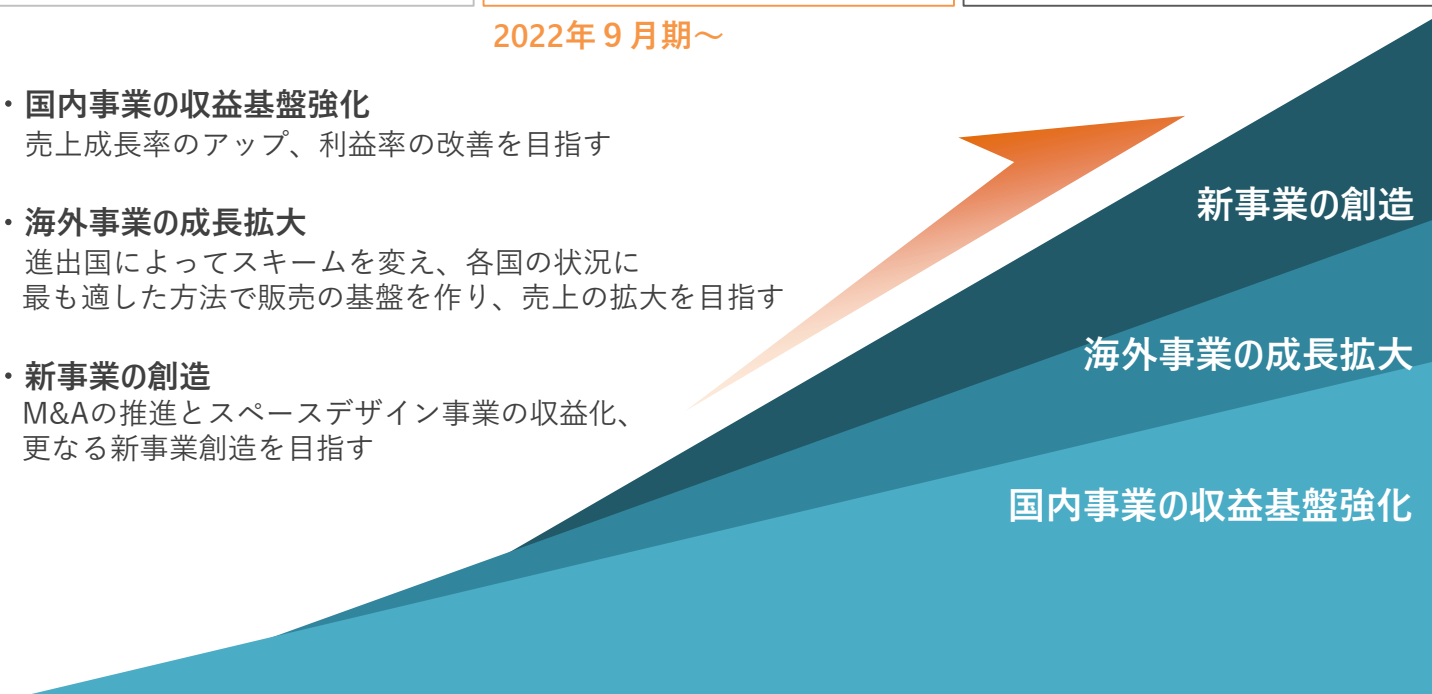 2022年９月期～
・国内事業の収益基盤強化
売上成長率のアップ、利益率の改善を目指す
・海外事業の成長拡大
進出国によってスキームを変え、各国の状況に
最も適した方法で販売の基盤を作り、売上の拡大を目指す
・新事業の創造
M&Aの推進とスペースデザイン事業の収益化、
更なる新事業創造を目指す
新事業の創造
海外事業の成長拡大
国内事業の収益基盤強化